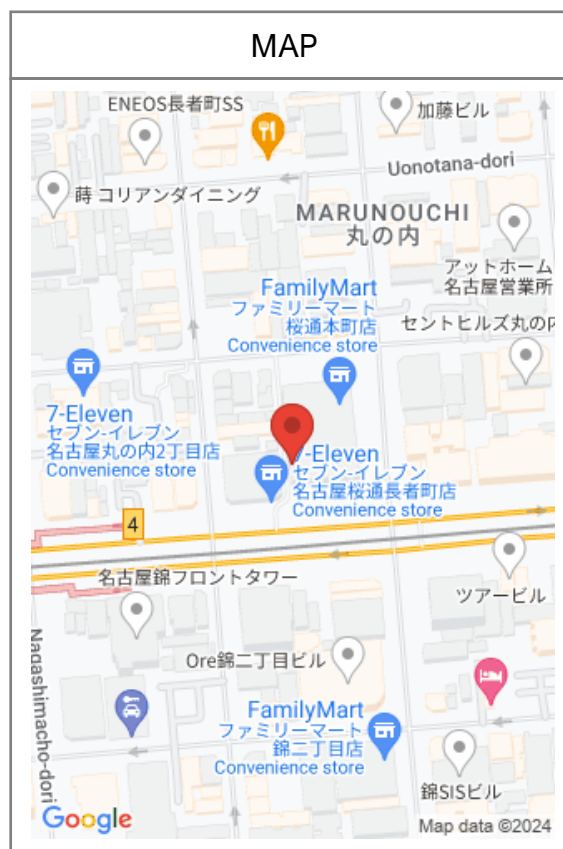 MAP
ENEOS長者町SS
加藤ビル
Uonotana-dori
蒔 コリアンダイニング
MARUNOUCHI
丸の内
アットホーム
名古屋営業所
FamilyMart
ファミリーマート
桜通本町店
Convenience store
セントヒルズ丸の内
7-Eleven
セブン-イレブン
名古屋丸の内2丁目店
Convenience store
7-Eleven
セブン-イレブン
名古屋桜通長者町店
Convenience store
4
名古屋錦フロントタワー
ツアービル
Nagashimacho-dori
Ore錦二丁目ビル
FamilyMart
ファミリーマート
錦二丁目店
Convenience store
錦SISビル
Google
Map data ©2024